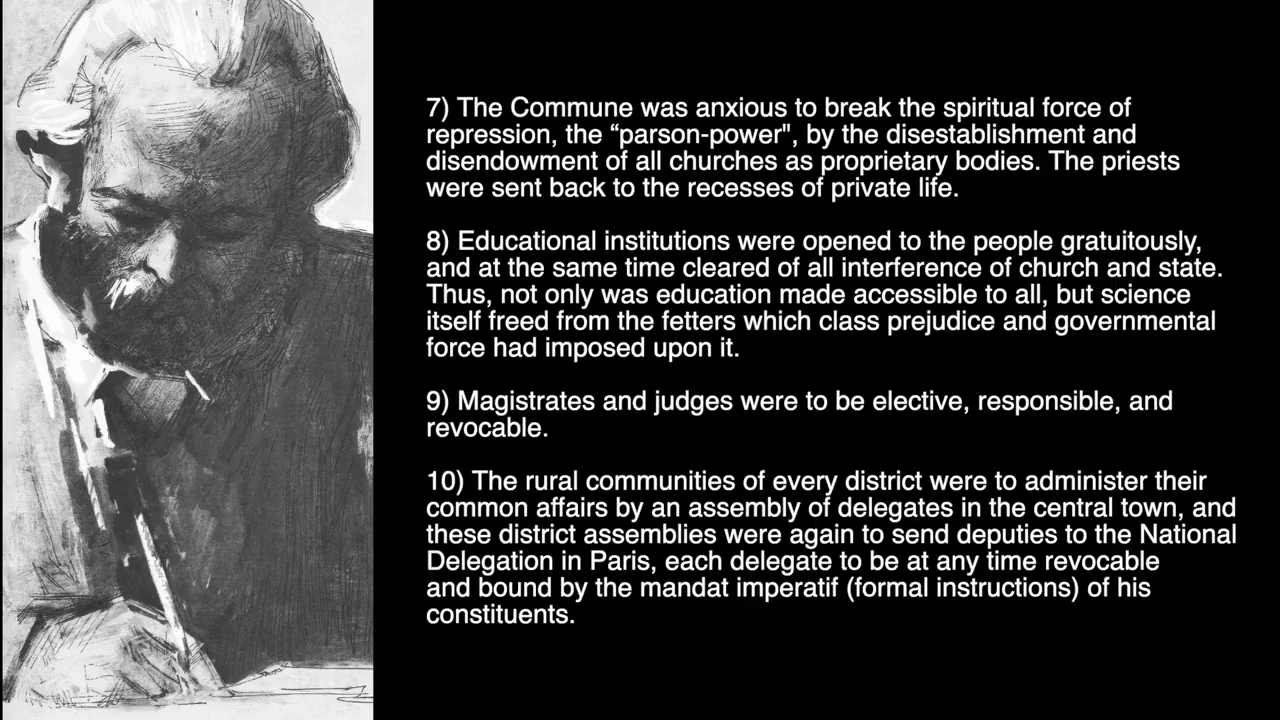 7) The Commune was anxious to break the spiritual force of
repression, the “parson-power", by the disestablishment and
disendowment of all churches as proprietary bodies. The priests
were sent back to the recesses of private life.
8) Educational institutions were opened to the people gratuitously,
and at the same time cleared of all interference of church and state.
Thus, not only was education made accessible to all, but science
itself freed from the fetters which class prejudice and governmental
force had imposed upon it.
9) Magistrates and judges were to be elective, responsible, and
revocable.
10) The rural communities of every district were to administer their
common affairs by an assembly of delegates in the central town, and
these district assemblies were again to send deputies to the National
Delegation in Paris, each delegate to be at any time revocable
and bound by the mandat imperatif (formal instructions) of his
constituents.